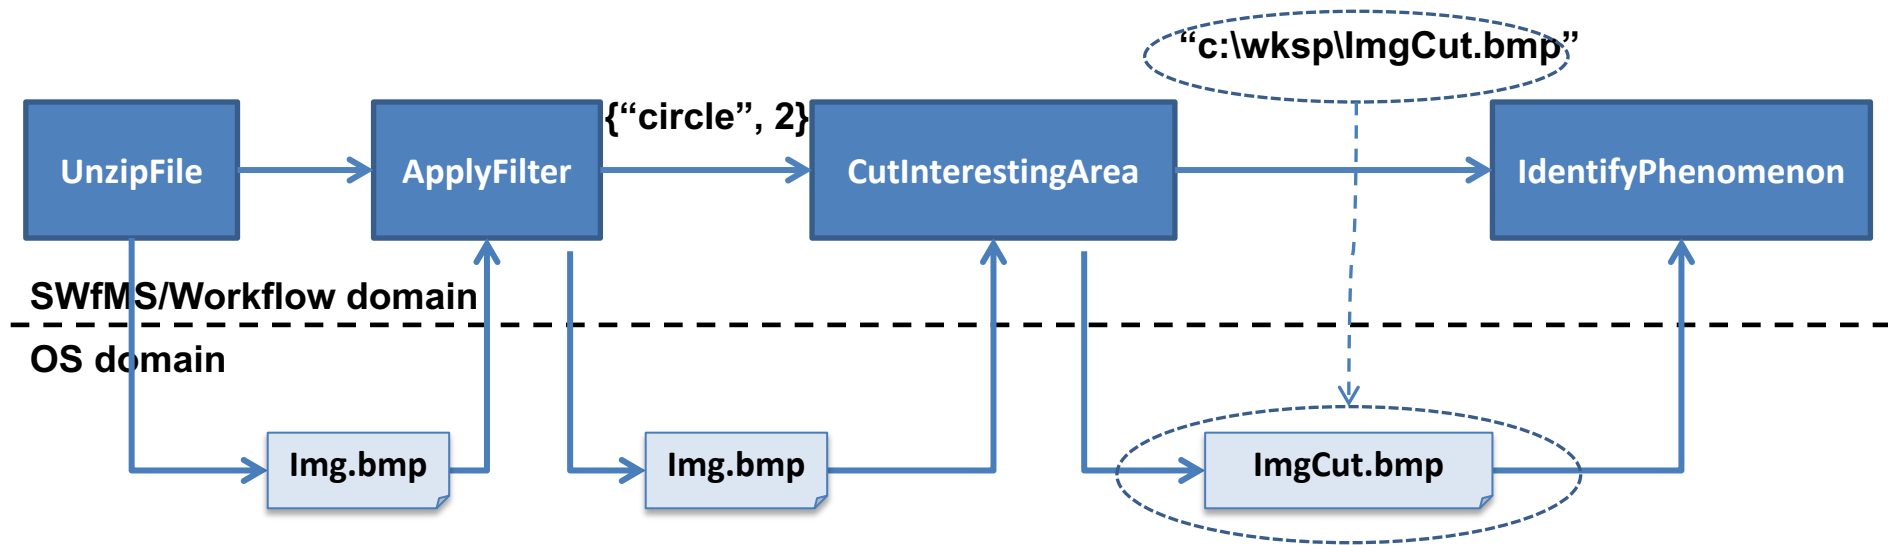 “c:\wksp\ImgCut.bmp”
{“circle”, 2}
UnzipFile
ApplyFilter
CutInterestingArea
IdentifyPhenomenon
SWfMS/Workflow domain
OS domain
Img.bmp
Img.bmp
ImgCut.bmp